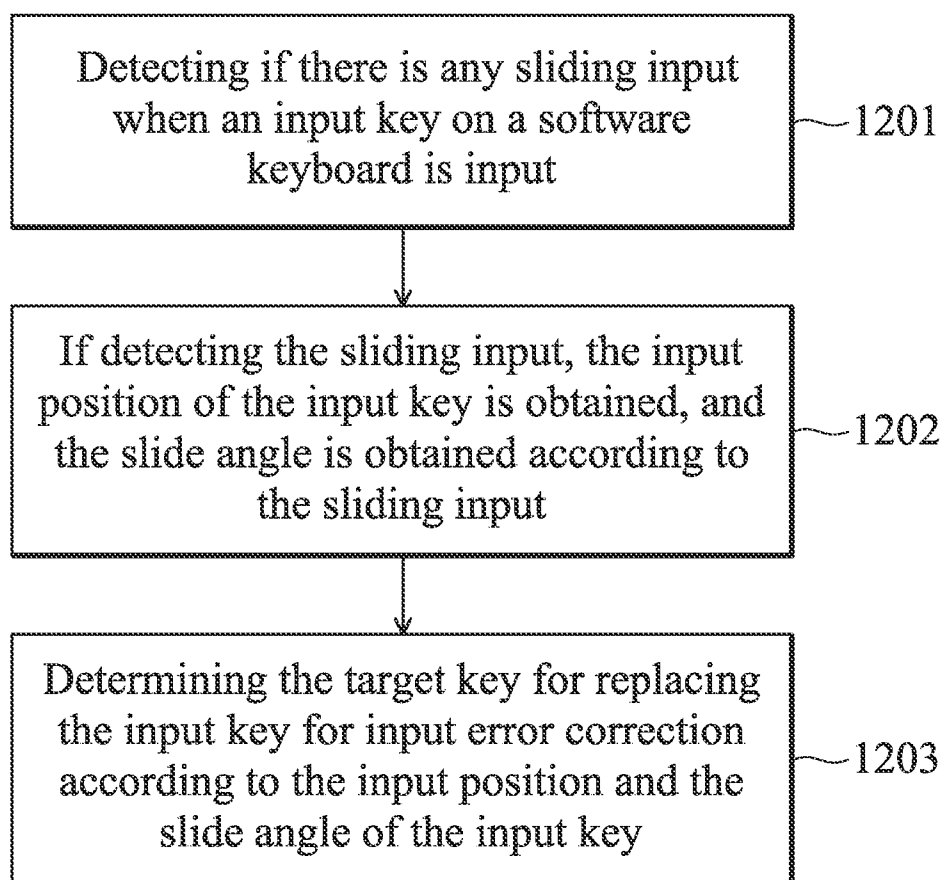 Detecting if there is any sliding input
when an input key on a software
keyboard is input
1201
If detecting the sliding input, the input
position of the input key is obtained, and
the slide angle is obtained according to
the sliding input
1202
Determining the target key for replacing
the input key for input error correction
according to the input position and the
slide angle of the input key
1203